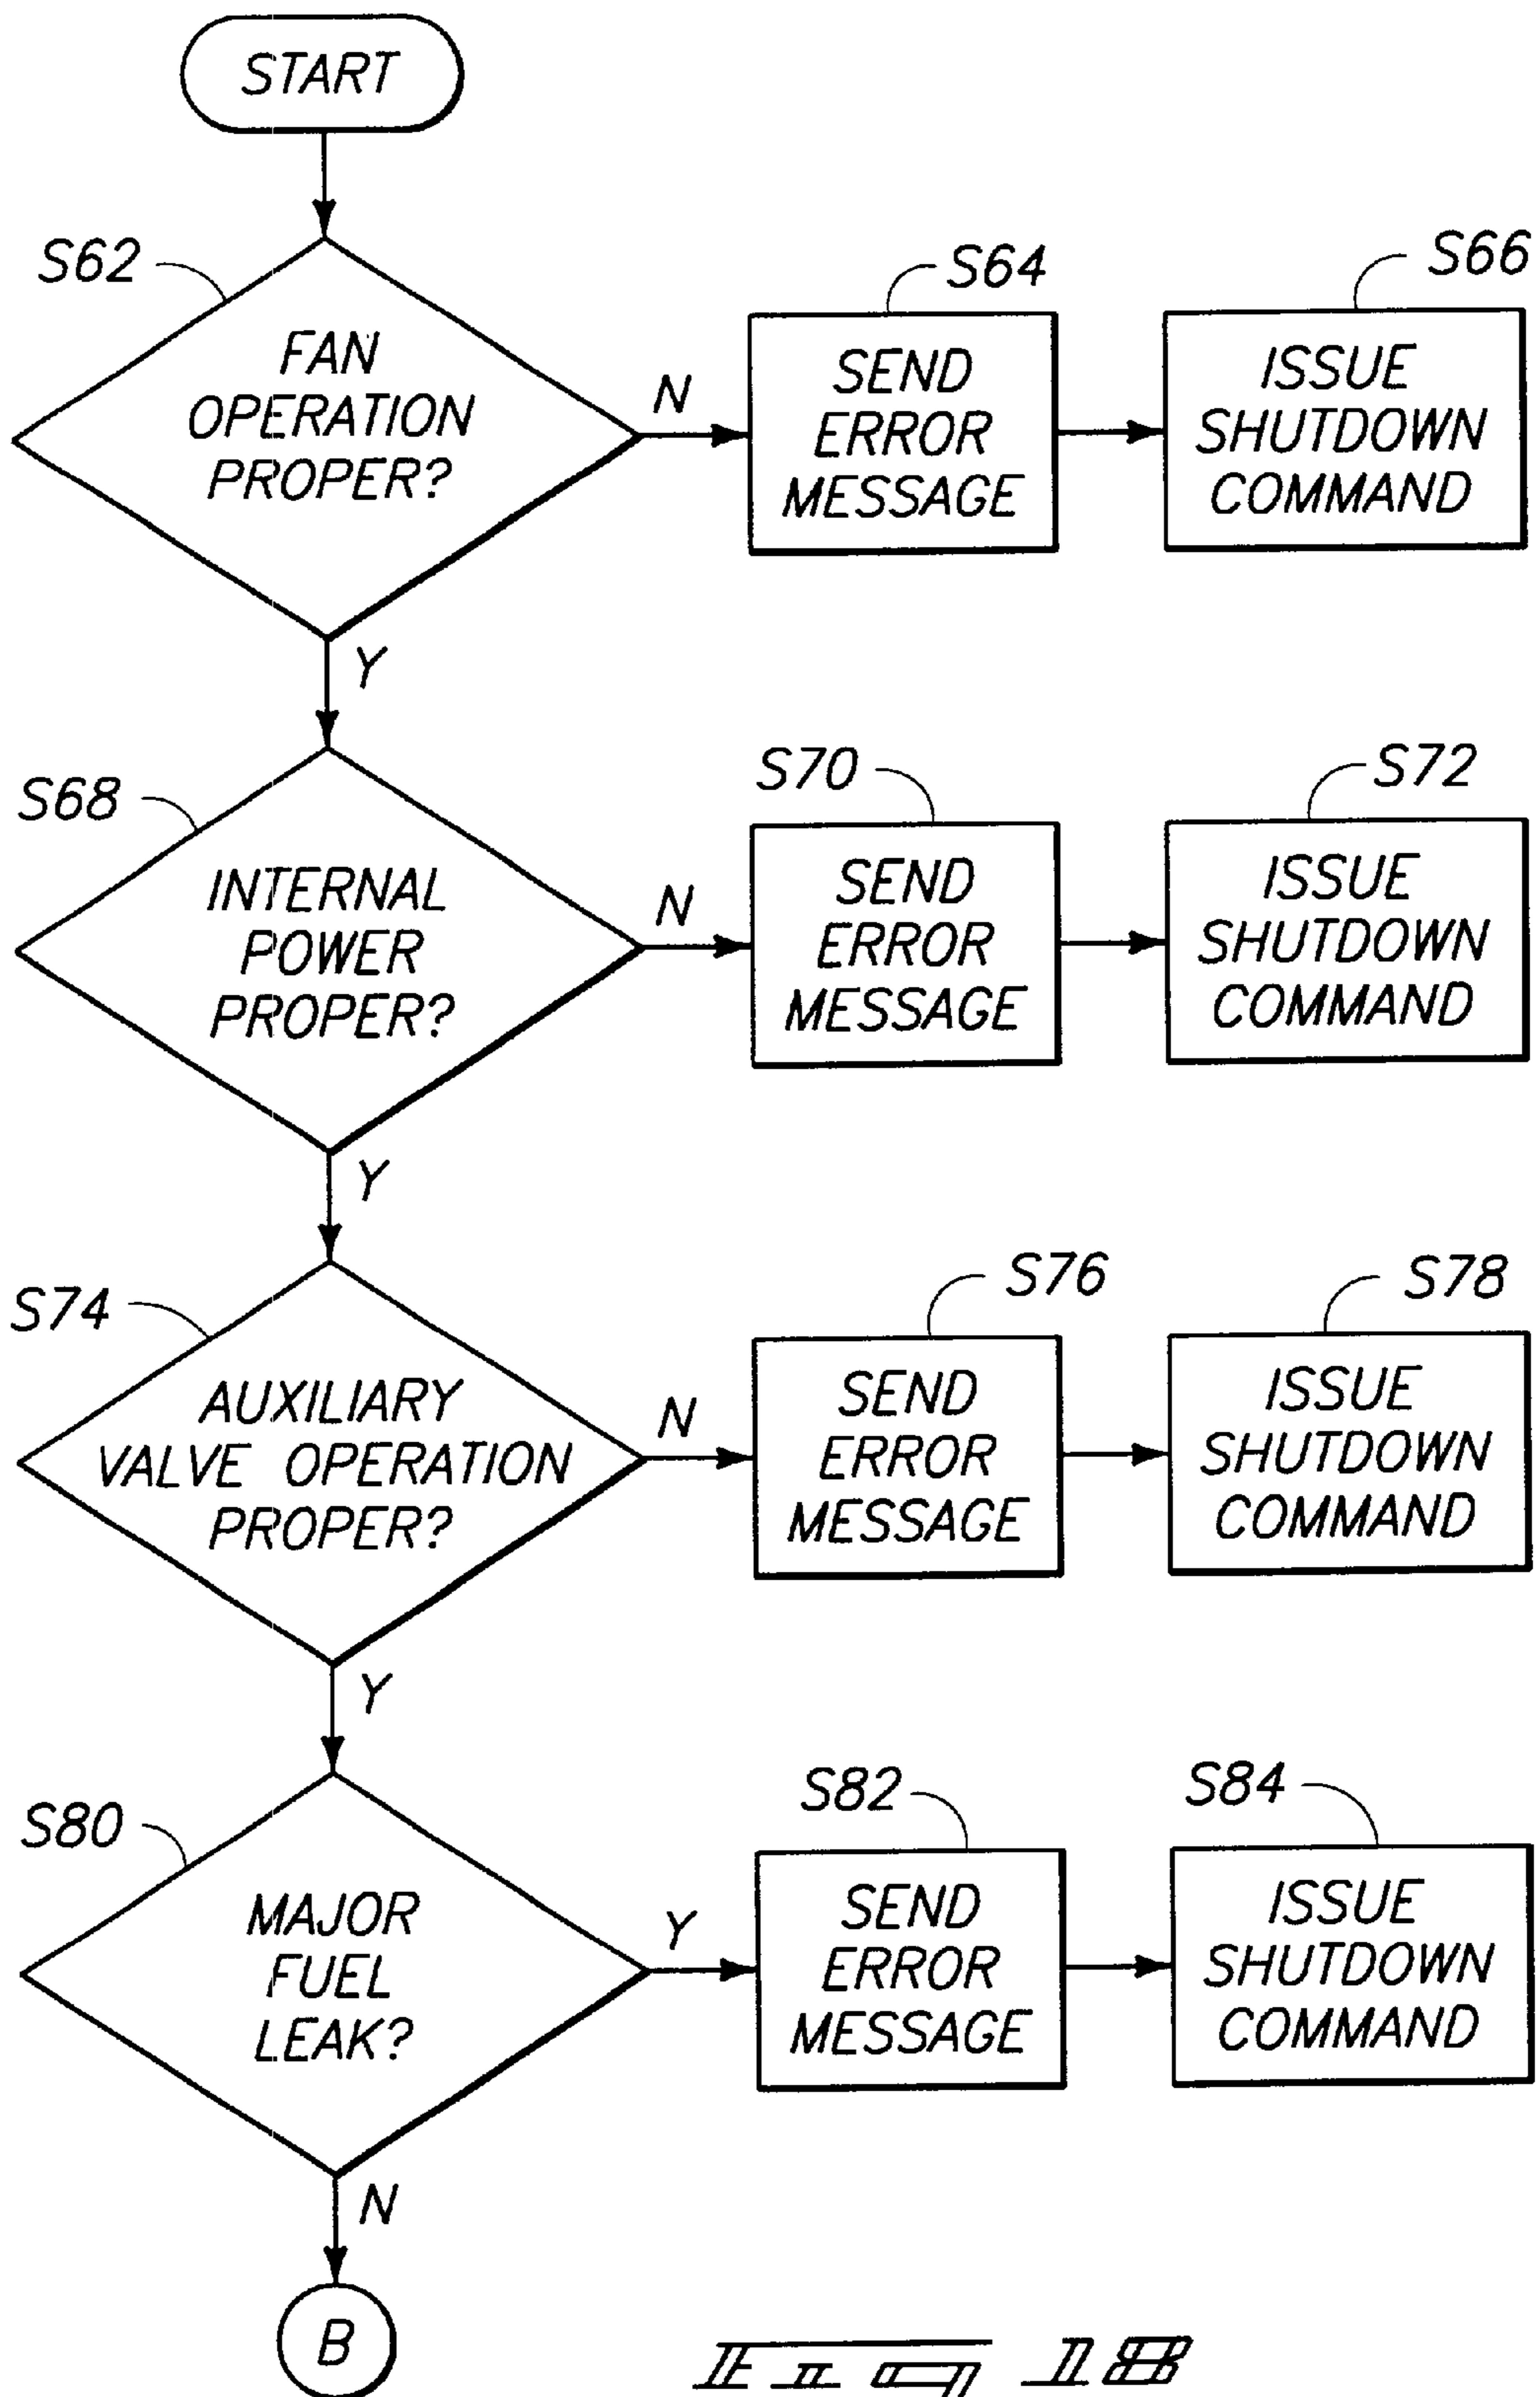 START
S62
FAN
OPERATION
PROPER?
N
S64
SEND
ERROR
MESSAGE
S66
ISSUE
SHUTDOWN
COMMAND
Y
S68
INTERNAL
POWER
PROPER?
N
S70
SEND
ERROR
MESSAGE
S72
ISSUE
SHUTDOWN
COMMAND
Y
S74
AUXILIARY
VALVE OPERATION
PROPER?
N
S76
SEND
ERROR
MESSAGE
S78
ISSUE
SHUTDOWN
COMMAND
Y
S80
MAJOR
FUEL
LEAK?
Y
S82
SEND
ERROR
MESSAGE
S84
ISSUE
SHUTDOWN
COMMAND
N
B
Fig 18